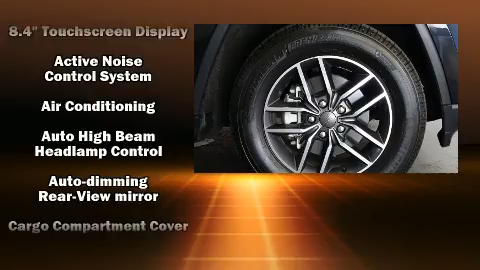 8.4" Touchscreen Display
Active Noise
Control System
Air Conditioning
Auto High Beam
Headlamp Control
Auto-dimming
Rear-View mirror
Cargo Compartment Cover